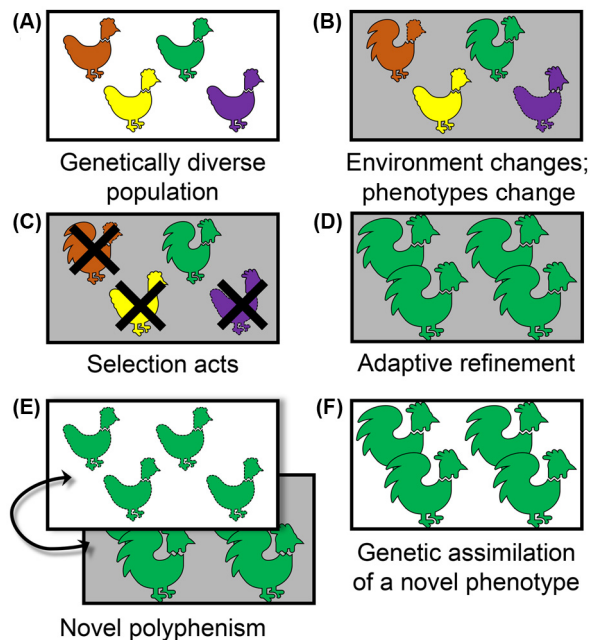 (A)
Genetically diverse
population
(B)
Environment changes;
phenotypes change
(C)
Selection acts
(D)
Adaptive refinement
(E)
Novel polyphenism
(F)
Genetic assimilation
of a novel phenotype